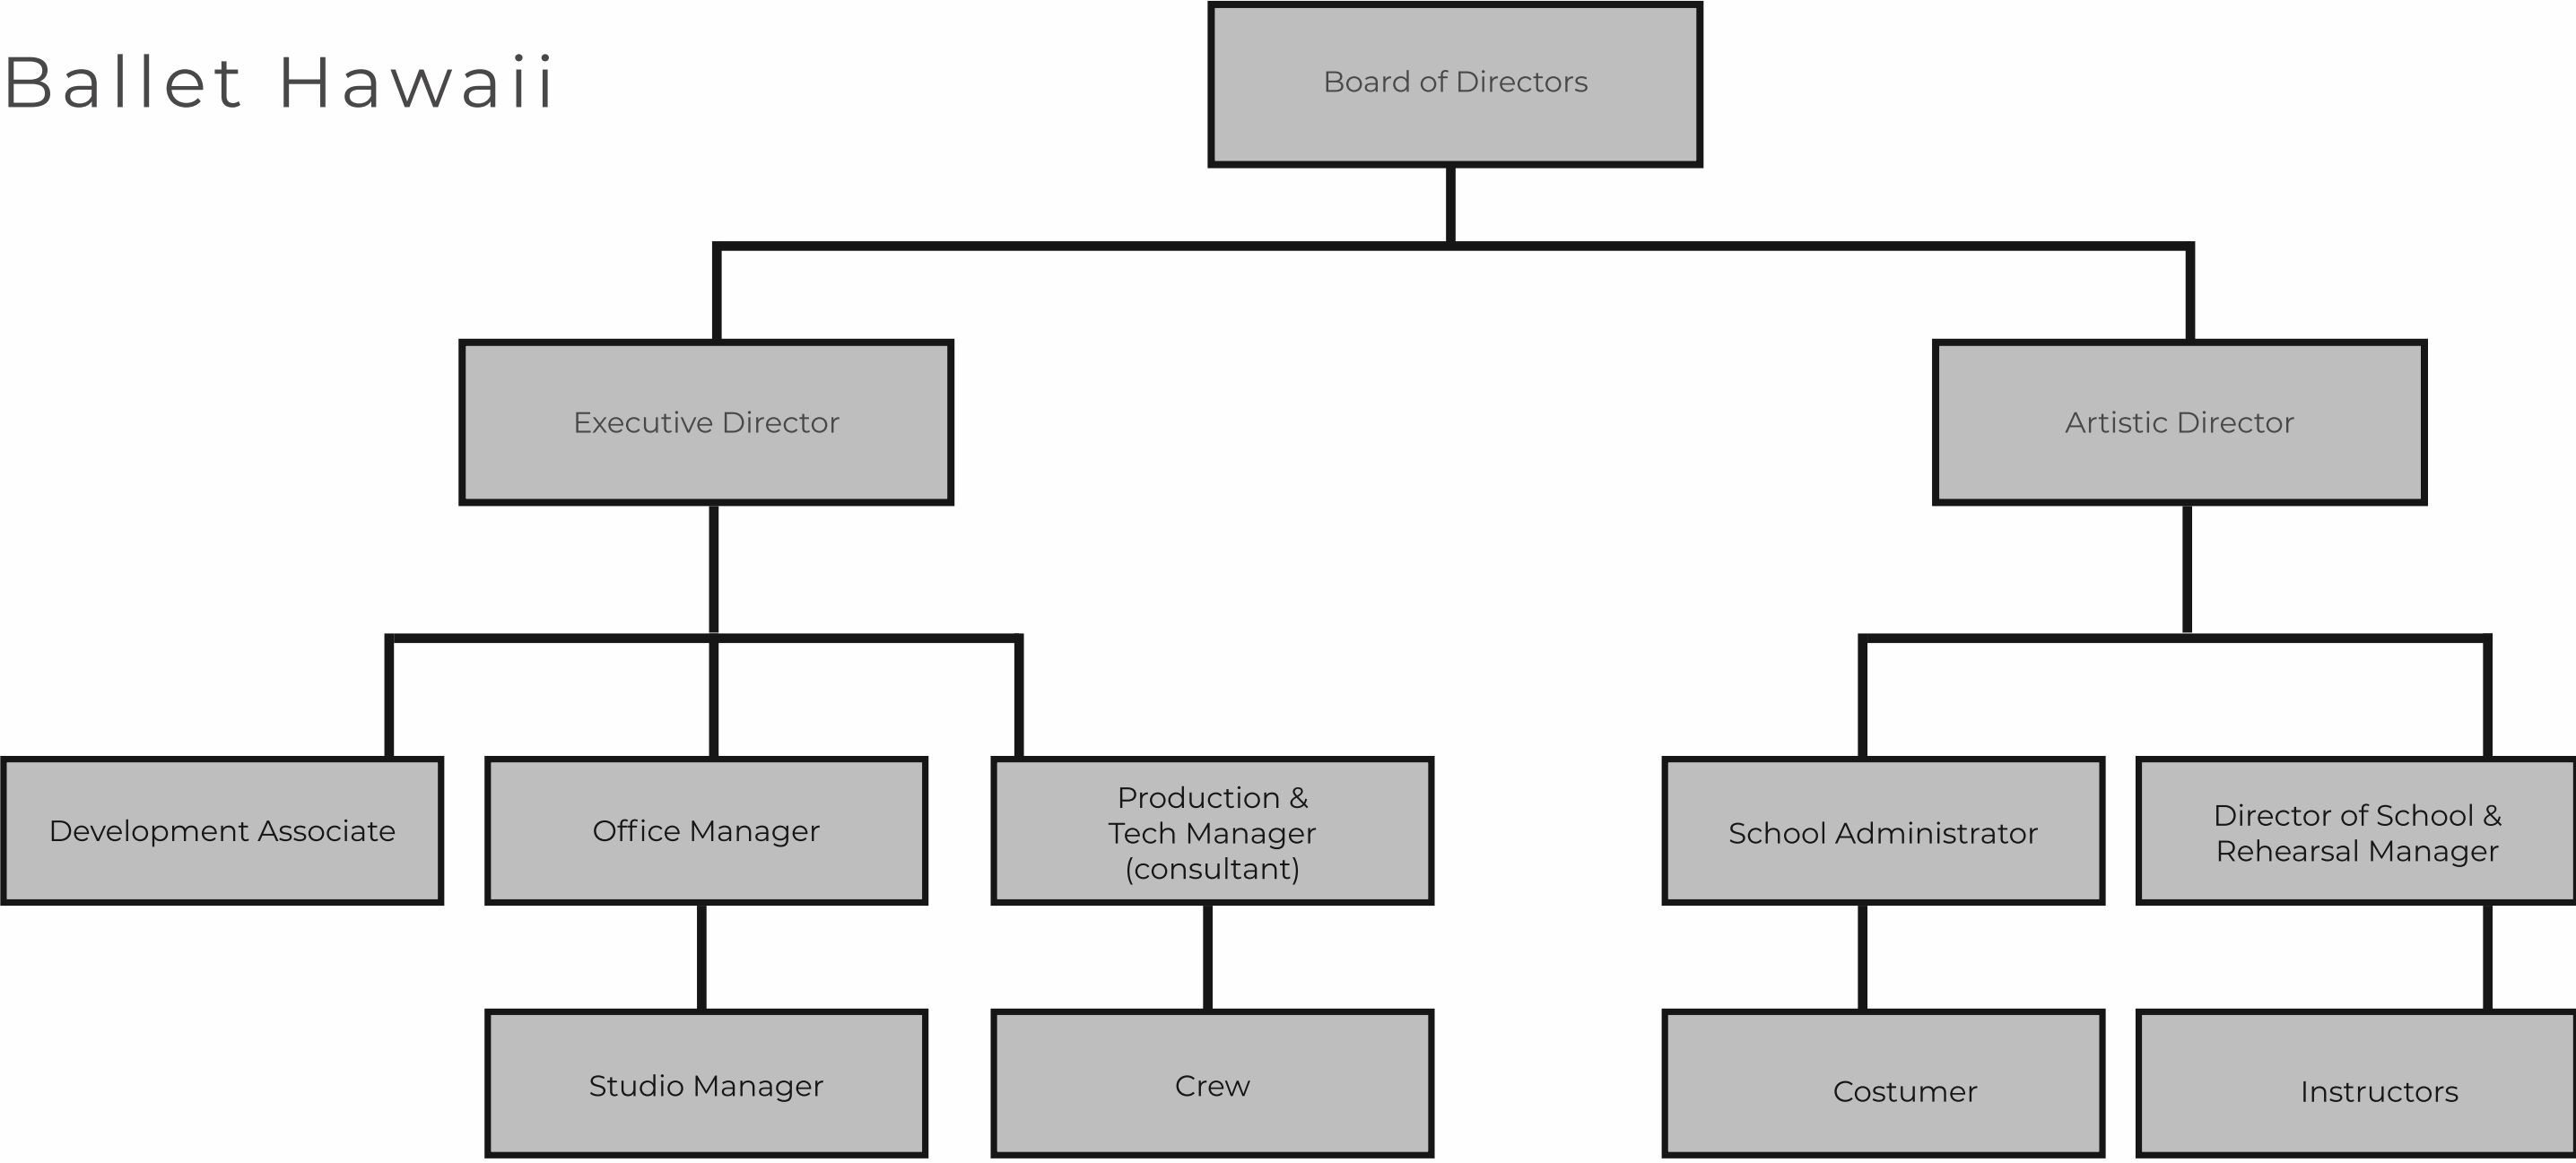 Ballet Hawaii
Board of Directors
Executive Director
Artistic Director
Development Associate
Office Manager
Production &
Tech Manager
(consultant)
School Administrator
Director of School &
Rehearsal Manager
Studio Manager
Crew
Costumer
Instructors